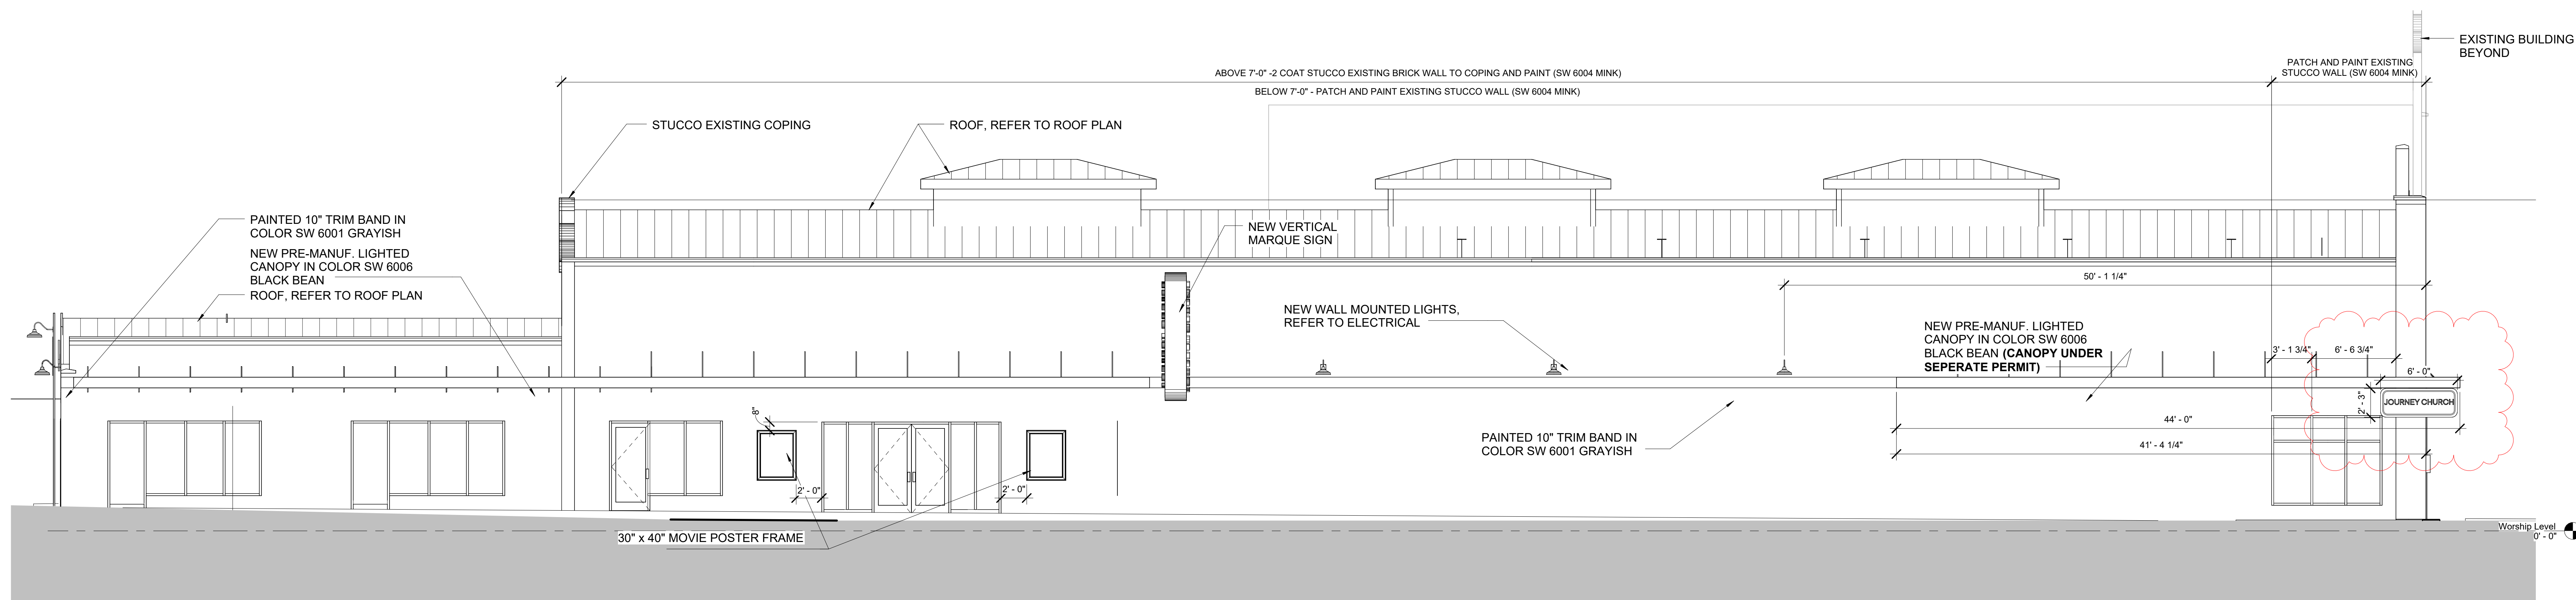 EXISTING BUILDING
BEYOND
PATCH AND PAINT EXISTING
STUCCO WALL (SW 6004 MINK)
ABOVE 7'-0" -2 COAT STUCCO EXISTING BRICK WALL TO COPING AND PAINT (SW 6004 MINK)
BELOW 7'-0" - PATCH AND PAINT EXISTING STUCCO WALL (SW 6004 MINK)
STUCCO EXISTING COPING
ROOF, REFER TO ROOF PLAN
PAINTED 10" TRIM BAND IN
COLOR SW 6001 GRAYISH
NEW PRE-MANUF. LIGHTED
CANOPY IN COLOR SW 6006
BLACK BEAN
ROOF, REFER TO ROOF PLAN
NEW VERTICAL
MARQUE SIGN
50' - 1 1/4"
NEW WALL MOUNTED LIGHTS,
REFER TO ELECTRICAL
NEW PRE-MANUF. LIGHTED
CANOPY IN COLOR SW 6006
BLACK BEAN (CANOPY UNDER
SEPERATE PERMIT)
3' - 1 3/4"
6' - 6 3/4"
6' - 0"
2' - 3"
JOURNEY CHURCH
44' - 0"
41' - 4 1/4"
PAINTED 10" TRIM BAND IN
COLOR SW 6001 GRAYISH
8"
2' - 0"
2' - 0"
30" x 40" MOVIE POSTER FRAME
Worship Level
0' - 0"